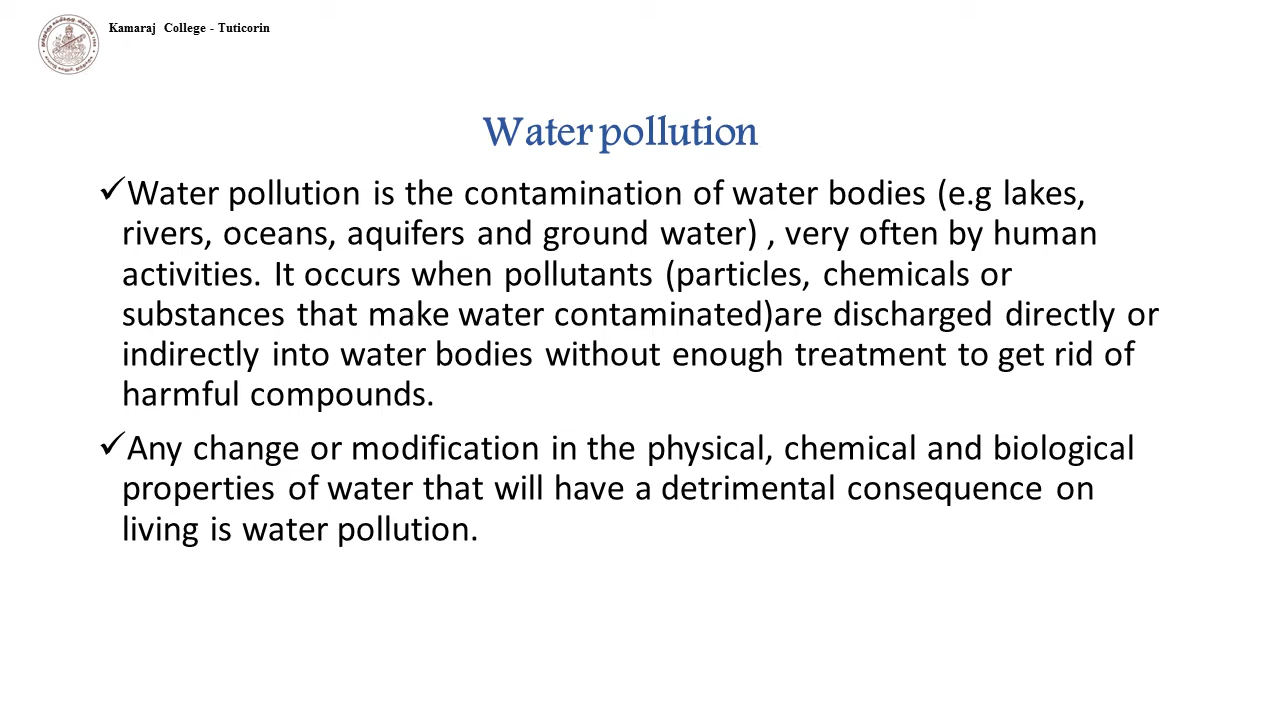 Kamaraj College - Tuticorin
Water pollution
✓Water pollution is the contamination of water bodies (e.g lakes,
rivers, oceans, aquifers and ground water) , very often by human
activities. It occurs when pollutants (particles, chemicals or
substances that make water contaminated)are discharged directly or
indirectly into water bodies without enough treatment to get rid of
harmful compounds.
✓Any change or modification in the physical, chemical and biological
properties of water that will have a detrimental consequence on
living is water pollution.